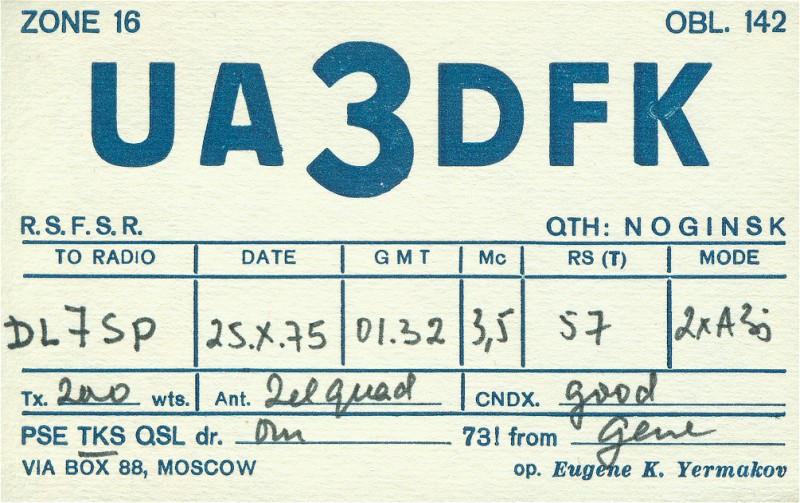 ZONE 16 OBL. 142
UA3DFK
R.S.F.S.R. QTH: NOGINSK
TO RADIO DATE GMT Mc RS (T) MODE
DL7SP 25.X.75 01.32 3,5 57 2xA3j
Tx. 200 wts. Ant. 2el quad CNDX. good
PSE TKS QSL dr. om 73! from Gene
VIA BOX 88, MOSCOW op. Eugene K. Yermakov